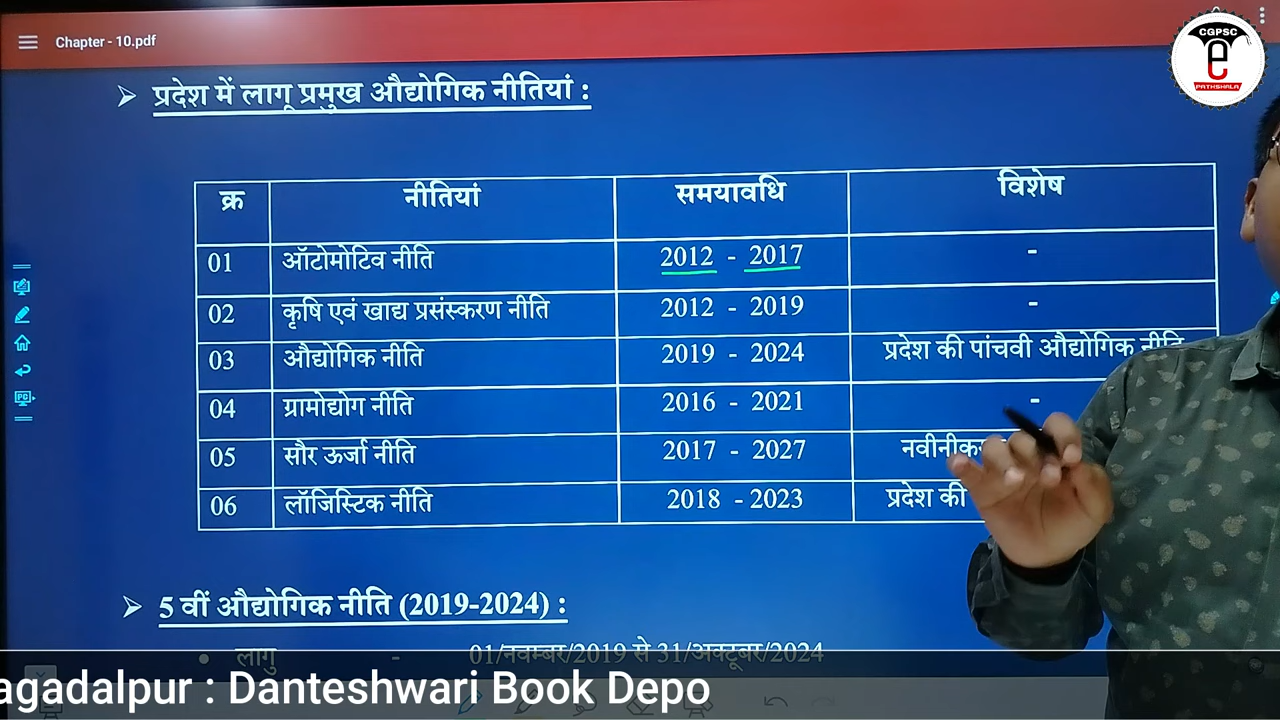 Chapter - 10.pdf
CGPSC
e
PATHSHALA
➢ प्रदेश में लागू प्रमुख औद्योगिक नीतियां :
क्र नीतियां समयावधि विशेष
01 ऑटोमोटिव नीति 2012 - 2017 -
02 कृषि एवं खाद्य प्रसंस्करण नीति 2012 - 2019 -
03 औद्योगिक नीति 2019 - 2024 प्रदेश की पांचवी औद्योगिक नीति
04 ग्रामोद्योग नीति 2016 - 2021 -
05 सौर ऊर्जा नीति 2017 - 2027
06 लॉजिस्टिक नीति 2018 - 2023 प्रदेश की
➢ 5 वीं औद्योगिक नीति (2019-2024) :
• लागु - 01/नवम्बर/2019 से 31/अक्टूबर/2024
agadalpur : Danteshwari Book Depo